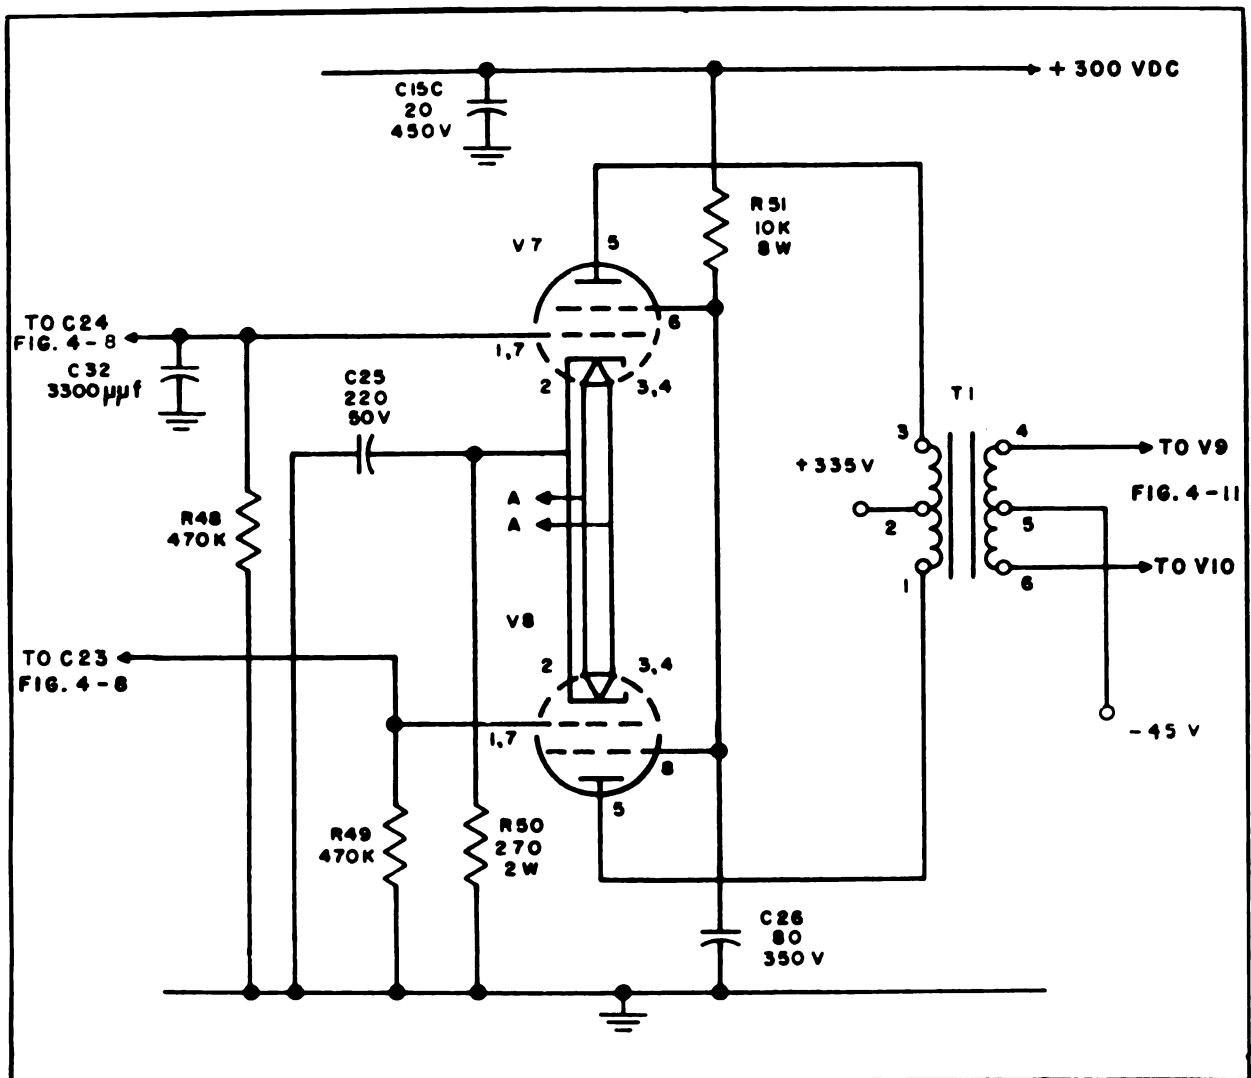 + 300 VDC
C15C
20
450V
R51
10K
8W
V7
5
6
TO C24
FIG. 4-8
1,7
C32
3300μμf
2
3,4
C25
220
50V
T1
3
4
TO V9
+335V
A
FIG. 4-11
R48
470K
A
2
5
1
6
TO V10
V8
TO C23
FIG. 4-8
2
3,4
-45 V
1,7
8
5
R49
470K
R50
270
2W
C26
80
350V